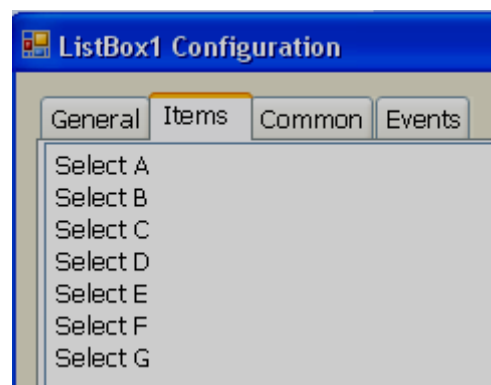 ListBox1 Configuration
General Items Common Events
Select A
Select B
Select C
Select D
Select E
Select F
Select G